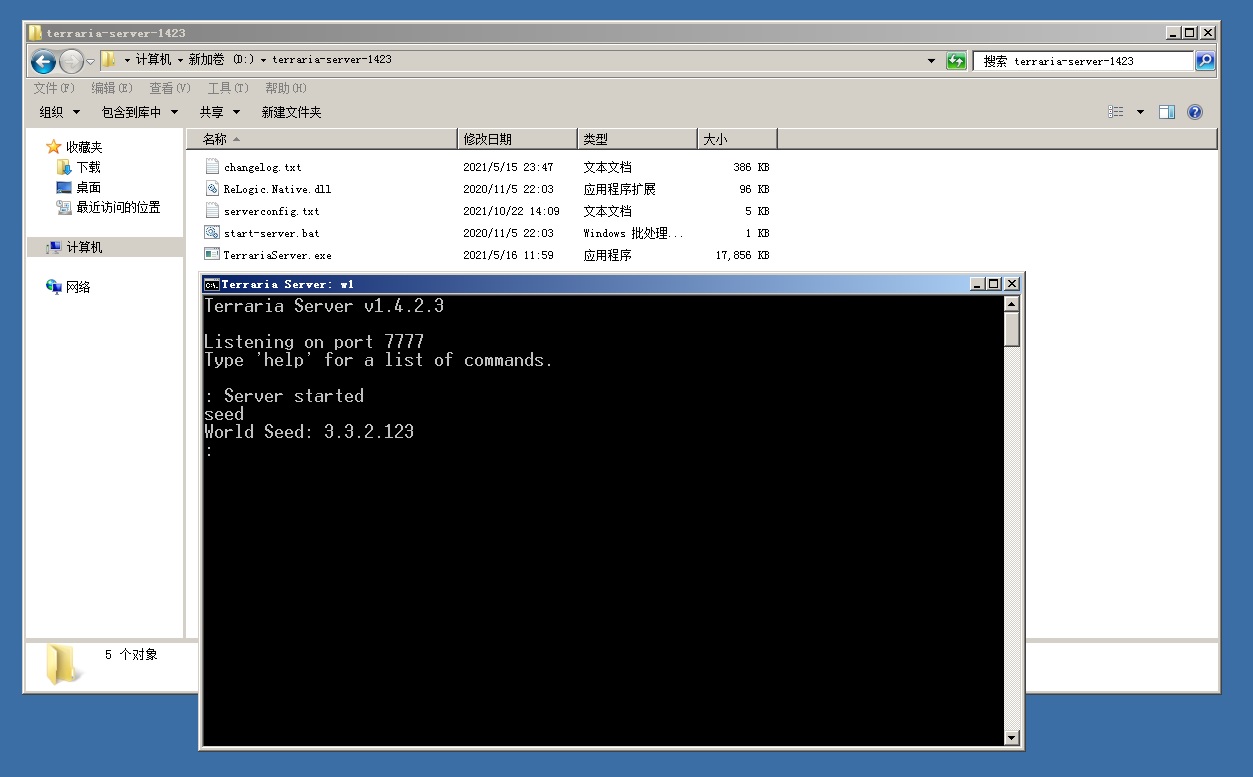 terraria-server-1423
计算机 新加卷 (D:) terraria-server-1423
搜索 terraria-server-1423
文件(F) 编辑(E) 查看(V) 工具(T) 帮助(H)
组织 包含到库中 共享 新建文件夹
收藏夹
下载
桌面
最近访问的位置
计算机
网络
名称 修改日期 类型 大小
changelog.txt 2021/5/15 23:47 文本文档 386 KB
ReLogic.Native.dll 2020/11/5 22:03 应用程序扩展 96 KB
serverconfig.txt 2021/10/22 14:09 文本文档 5 KB
start-server.bat 2020/11/5 22:03 Windows 批处理... 1 KB
TerrariaServer.exe 2021/5/16 11:59 应用程序 17,856 KB
Terraria Server: w1
Terraria Server v1.4.2.3
Listening on port 7777
Type 'help' for a list of commands.
: Server started
seed
World Seed: 3.3.2.123
:
5 个对象